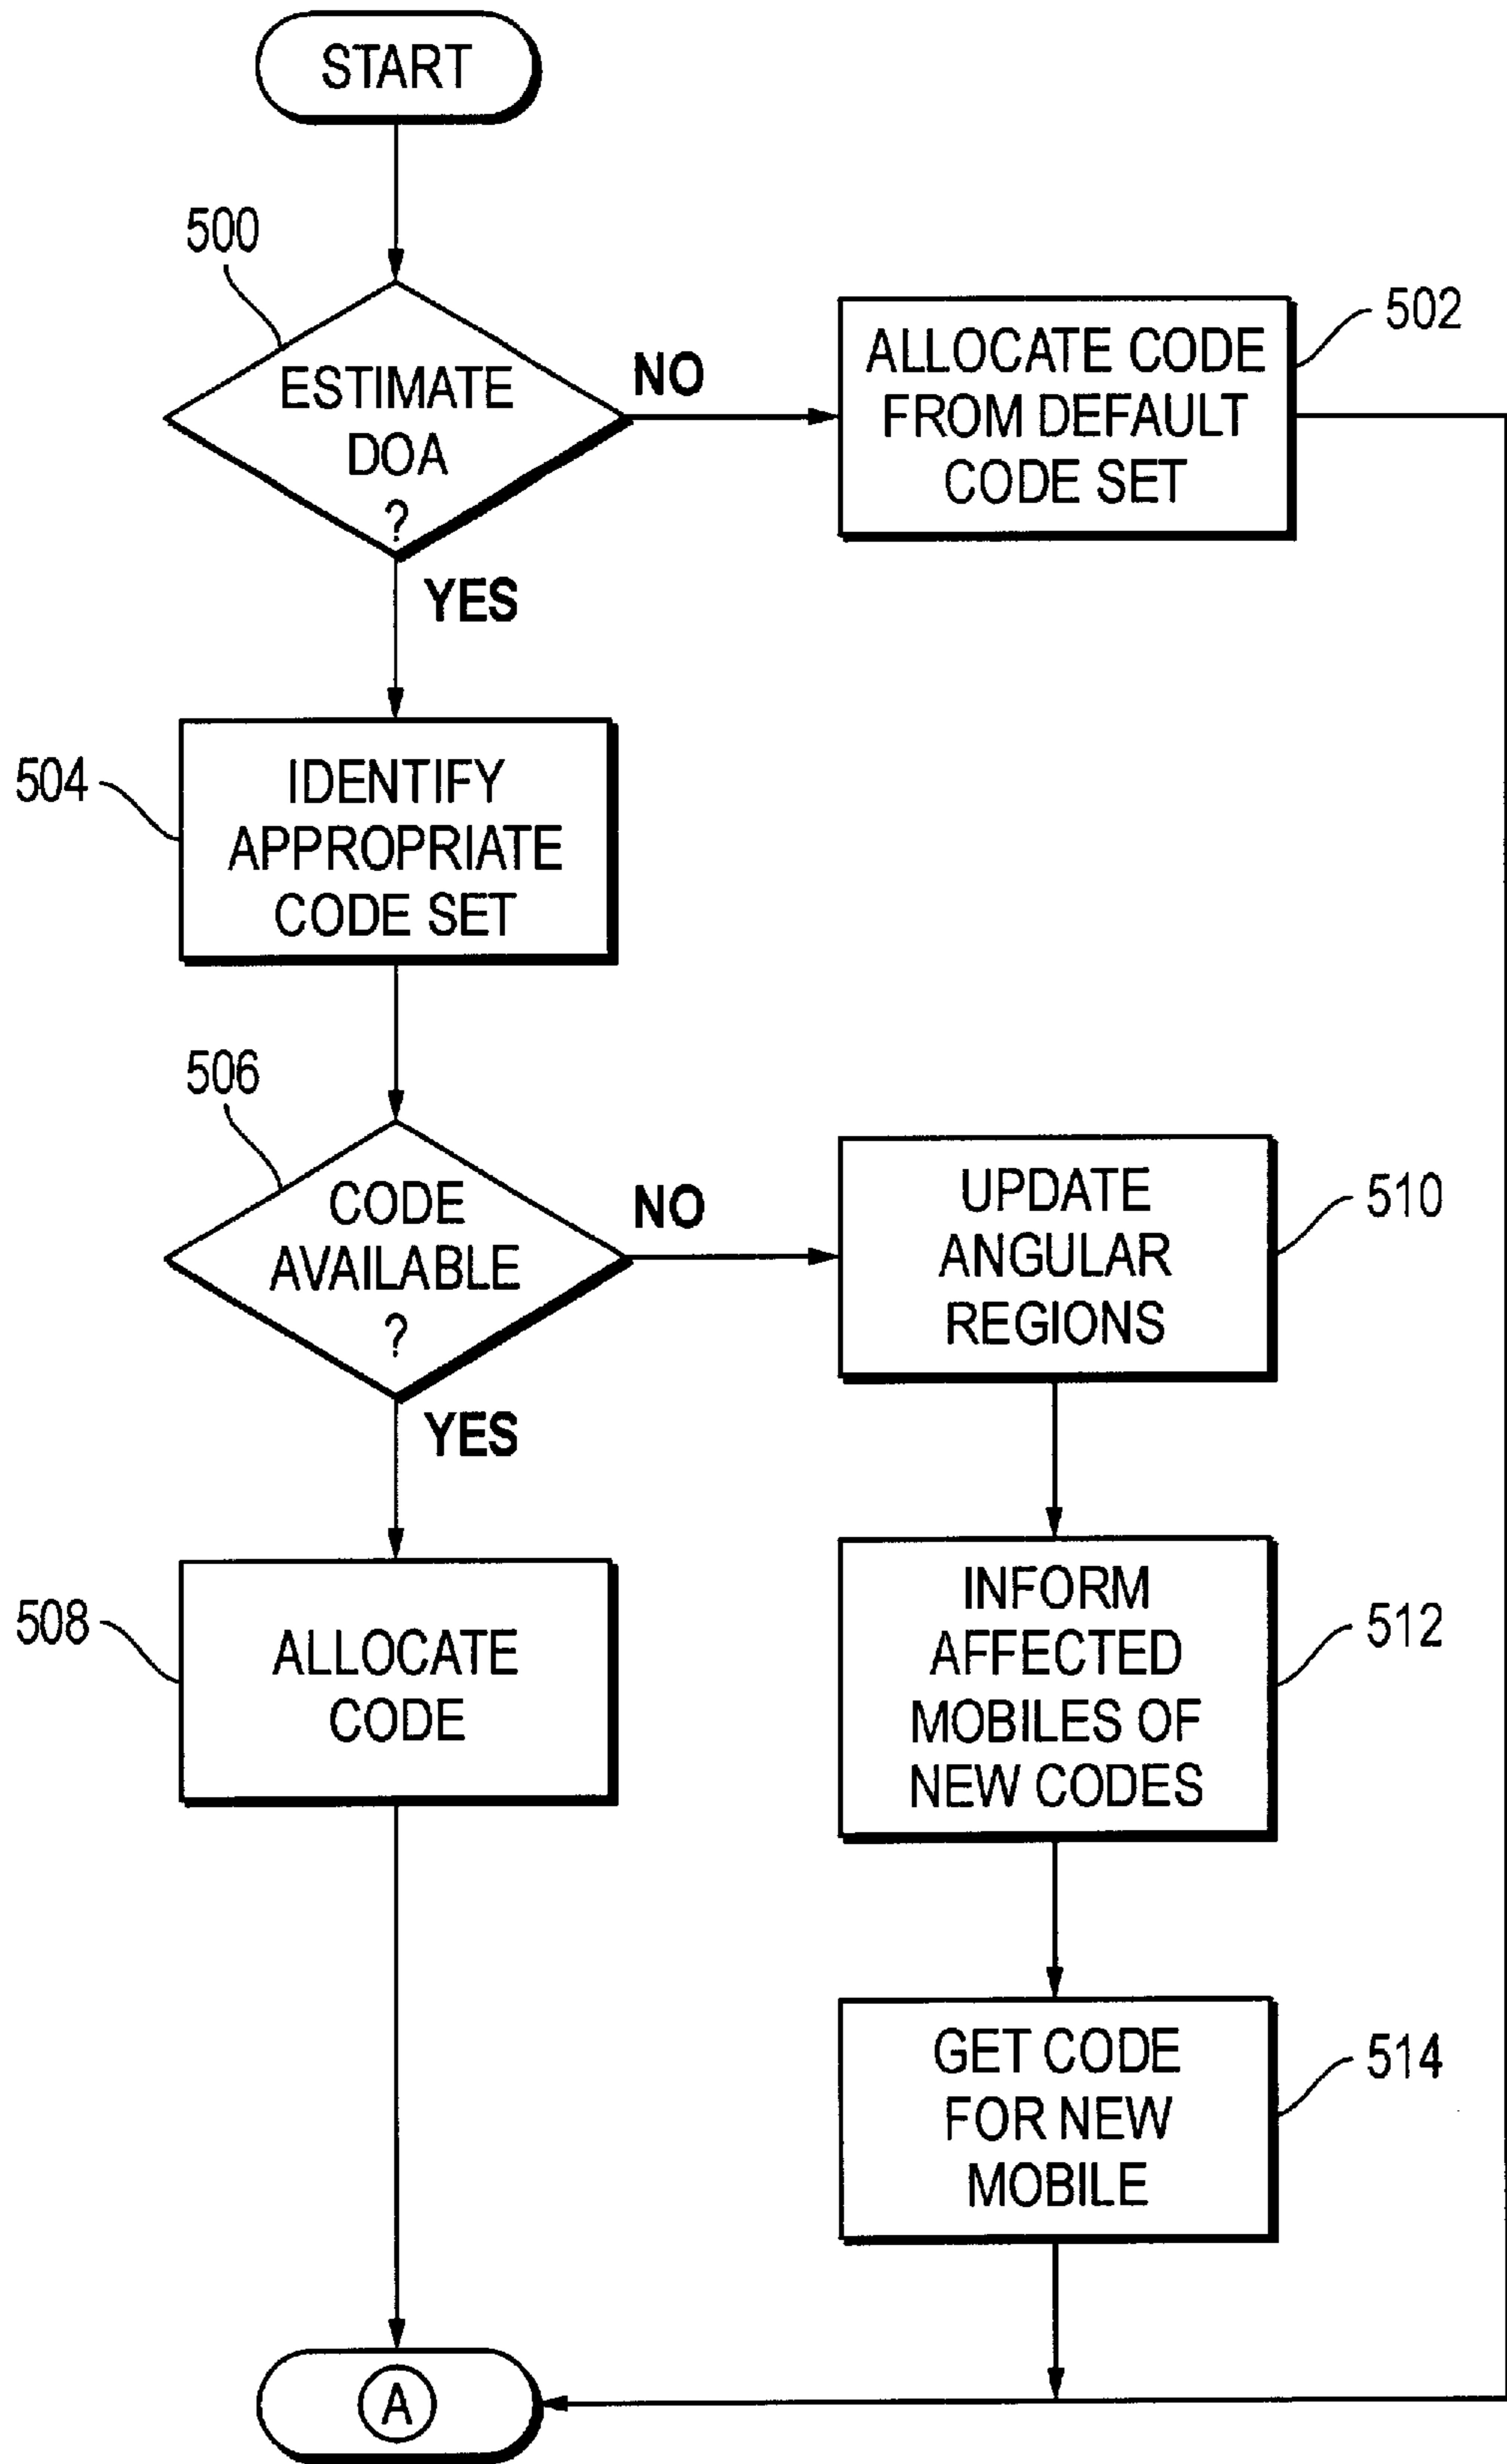 START
500
ESTIMATE
DOA
?
NO
ALLOCATE CODE
FROM DEFAULT
CODE SET
502
YES
504
IDENTIFY
APPROPRIATE
CODE SET
506
CODE
AVAILABLE
?
NO
UPDATE
ANGULAR
REGIONS
510
YES
508
ALLOCATE
CODE
INFORM
AFFECTED
MOBILES OF
NEW CODES
512
GET CODE
FOR NEW
MOBILE
514
A